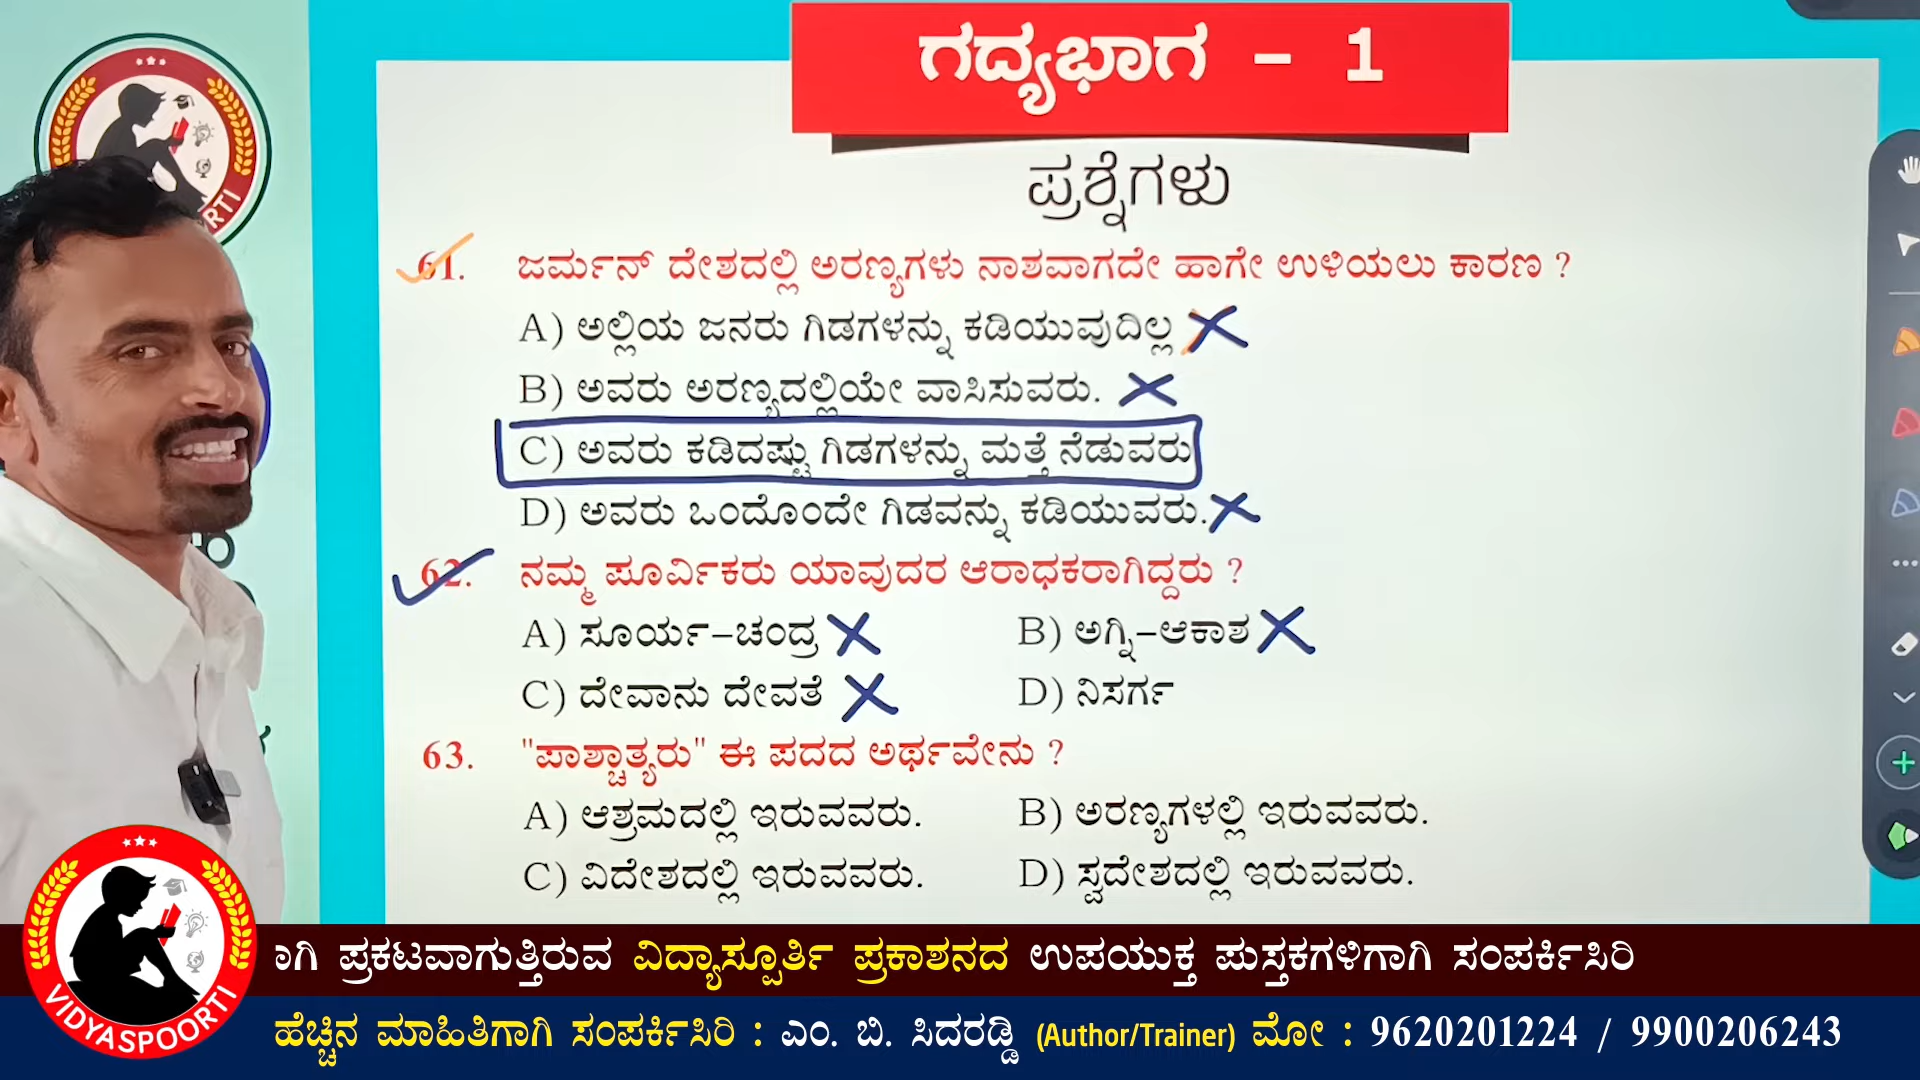 ಗದ್ಯಭಾಗ - 1
ಪ್ರಶ್ನೆಗಳು
61. ಜರ್ಮನ್ ದೇಶದಲ್ಲಿ ಅರಣ್ಯಗಳು ನಾಶವಾಗದೇ ಹಾಗೇ ಉಳಿಯಲು ಕಾರಣ ?
A) ಅಲ್ಲಿಯ ಜನರು ಗಿಡಗಳನ್ನು ಕಡಿಯುವುದಿಲ್ಲ
B) ಅವರು ಅರಣ್ಯದಲ್ಲಿಯೇ ವಾಸಿಸುವರು.
C) ಅವರು ಕಡಿದಷ್ಟು ಗಿಡಗಳನ್ನು ಮತ್ತೆ ನೆಡುವರು
D) ಅವರು ಒಂದೊಂದೇ ಗಿಡವನ್ನು ಕಡಿಯುವರು.
62. ನಮ್ಮ ಪೂರ್ವಿಕರು ಯಾವುದರ ಆರಾಧಕರಾಗಿದ್ದರು ?
A) ಸೂರ್ಯ-ಚಂದ್ರ B) ಅಗ್ನಿ-ಆಕಾಶ
C) ದೇವಾನು ದೇವತೆ D) ನಿಸರ್ಗ
63. "ಪಾಶ್ಚಾತ್ಯರು" ಈ ಪದದ ಅರ್ಥವೇನು ?
A) ಆಶ್ರಮದಲ್ಲಿ ಇರುವವರು. B) ಅರಣ್ಯಗಳಲ್ಲಿ ಇರುವವರು.
C) ವಿದೇಶದಲ್ಲಿ ಇರುವವರು. D) ಸ್ವದೇಶದಲ್ಲಿ ಇರುವವರು.
ಾಗಿ ಪ್ರಕಟವಾಗುತ್ತಿರುವ ವಿದ್ಯಾಸ್ಪೂರ್ತಿ ಪ್ರಕಾಶನದ ಉಪಯುಕ್ತ ಪುಸ್ತಕಗಳಿಗಾಗಿ ಸಂಪರ್ಕಿಸಿರಿ
ಹೆಚ್ಚಿನ ಮಾಹಿತಿಗಾಗಿ ಸಂಪರ್ಕಿಸಿರಿ : ಎಂ. ಬಿ. ಸಿದರಡ್ಡಿ (Author/Trainer) ಮೋ : 9620201224 / 9900206243
VIDYASPOORTI